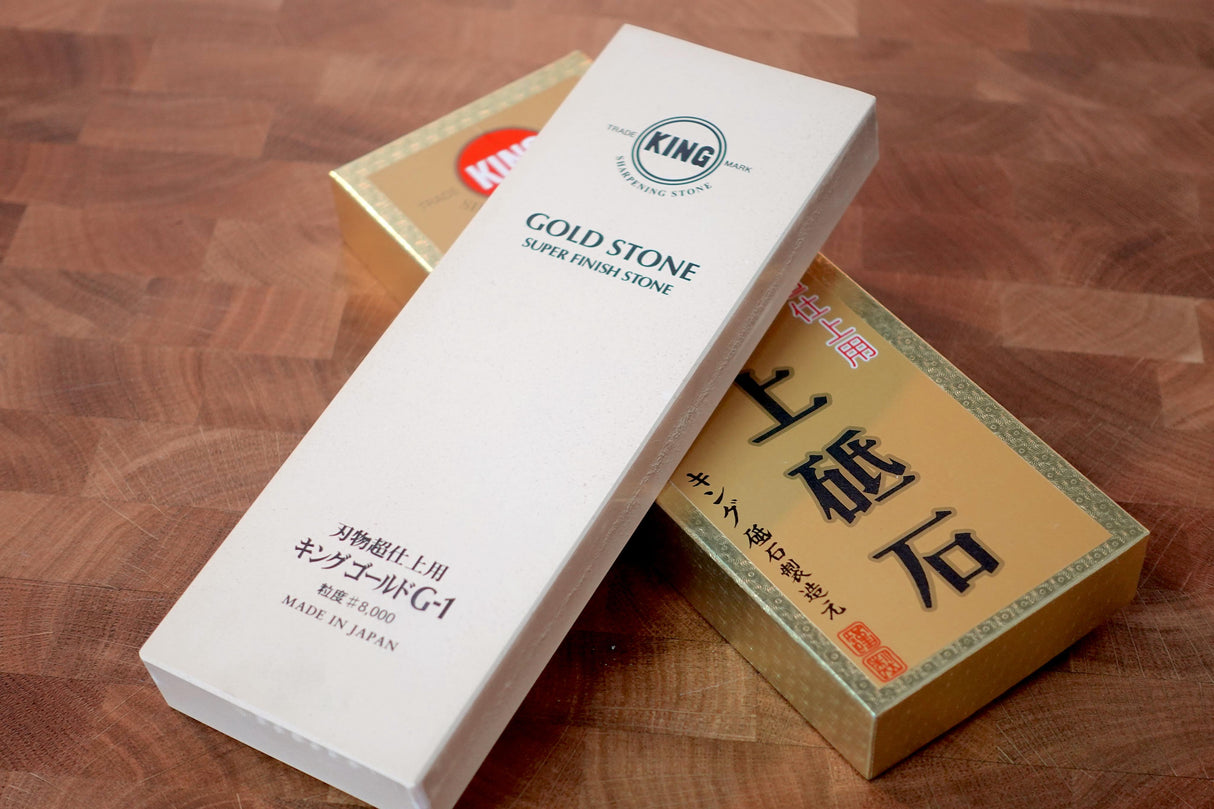 TRADE KING MARK
SHARPENING STONE
GOLD STONE
SUPER FINISH STONE
刃物超仕上用
キングゴールドG-1
粒度#8,000
MADE IN JAPAN
KING
TRADE
仕上用
上砥石
キング砥石製造元